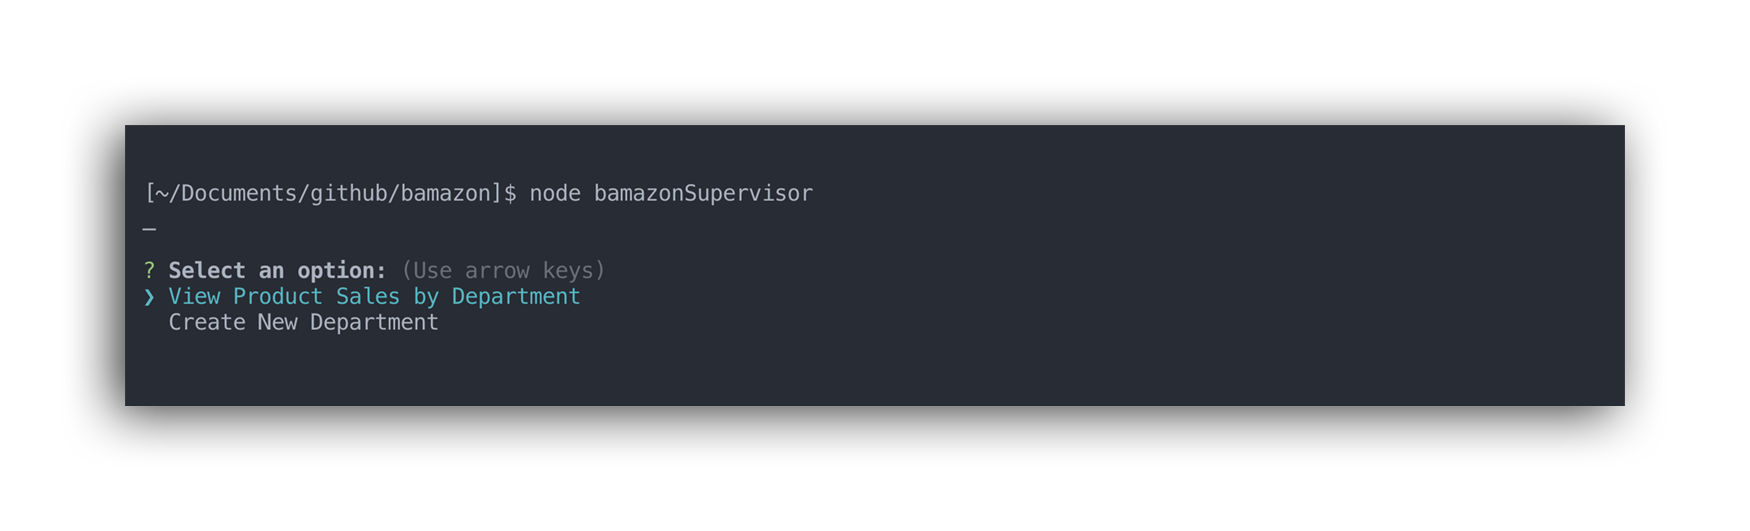 [~/Documents/github/bamazon]$ node bamazonSupervisor
_
? Select an option: (Use arrow keys)
❯ View Product Sales by Department
  Create New Department